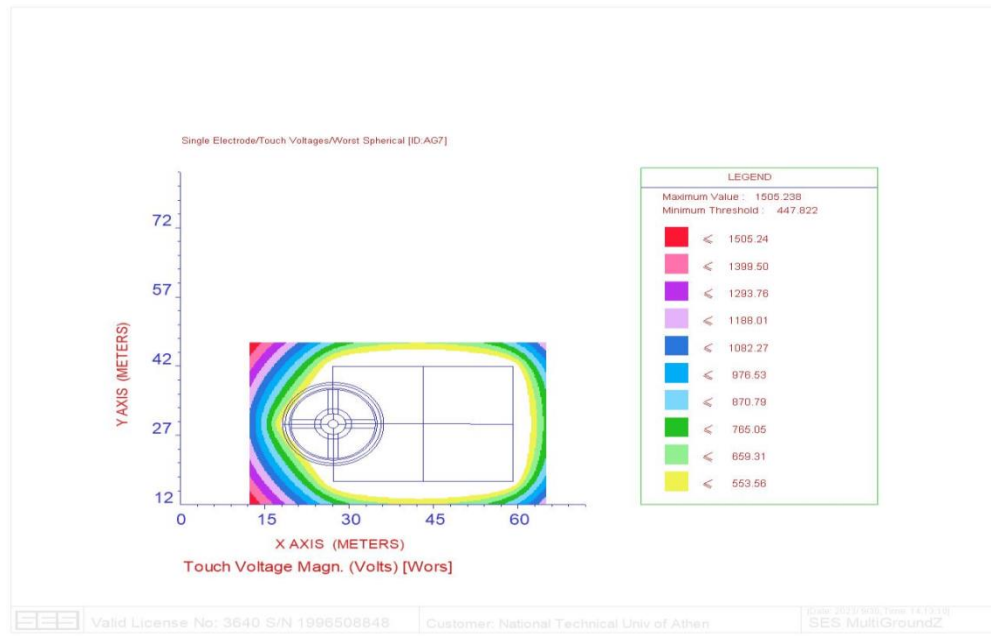 Single Electrode/Touch Voltages/Worst Spherical [ID:AG7]
LEGEND
Maximum Value : 1505.238
Minimum Threshold : 447.822
⩽ 1505.24
⩽ 1399.50
⩽ 1293.76
⩽ 1188.01
⩽ 1082.27
⩽ 976.53
⩽ 870.79
⩽ 765.05
⩽ 659.31
⩽ 553.56
Y AXIS (METERS)
72
57
42
27
12
0 15 30 45 60
X AXIS (METERS)
Touch Voltage Magn. (Volts) [Wors]
SES Valid License No: 3640 S/N 1996508848 Customer: National Technical Univ of Athen
SES MultiGroundZ